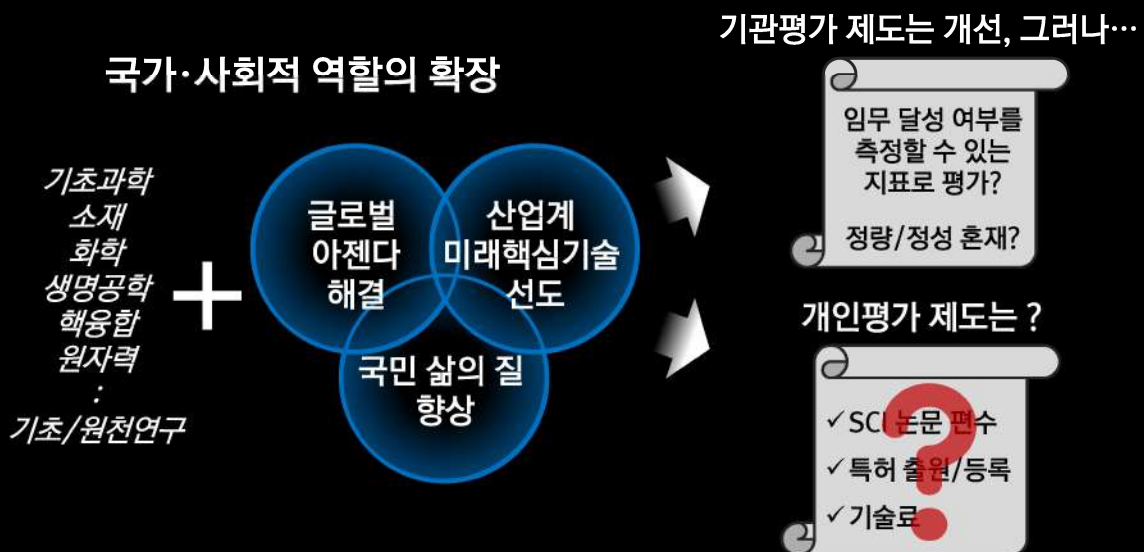 기관평가 제도는 개선, 그러나…
국가·사회적 역할의 확장
기초과학
소재
화학
생명공학
핵융합
원자력
:
기초/원천연구
+
글로벌
아젠다
해결
산업계
미래핵심기술
선도
국민 삶의 질
향상
임무 달성 여부를
측정할 수 있는
지표로 평가?
정량/정성 혼재?
개인평가 제도는 ?
✓ SCI 논문 편수
✓ 특허 출원/등록
✓ 기술료
?